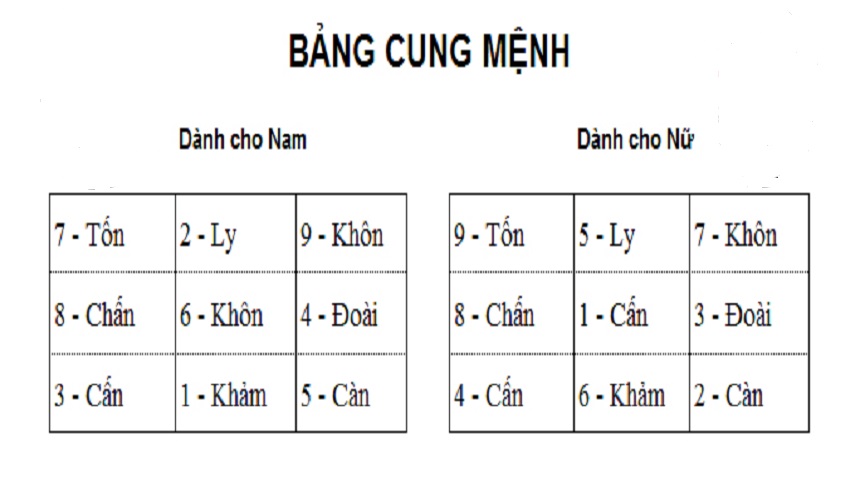 BẢNG CUNG MỆNH
Dành cho Nam
7 - Tốn 2 - Ly 9 - Khôn
8 - Chấn 6 - Khôn 4 - Đoài
3 - Cấn 1 - Khảm 5 - Càn
Dành cho Nữ
9 - Tốn 5 - Ly 7 - Khôn
8 - Chấn 1 - Cấn 3 - Đoài
4 - Cấn 6 - Khảm 2 - Càn